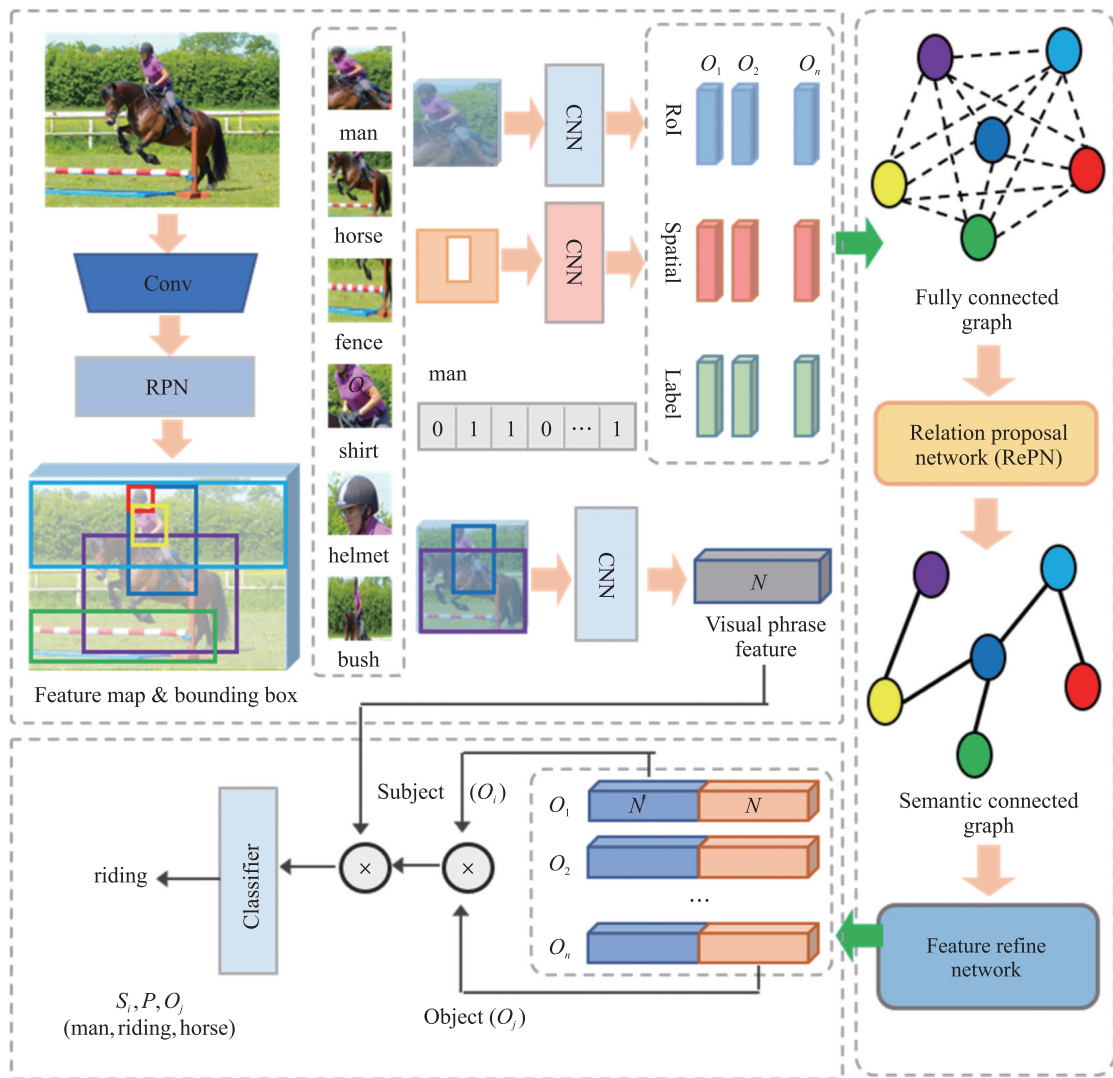 Conv
RPN
Feature map & bounding box
man
horse
fence
O
shirt
helmet
bush
CNN
CNN
man
0 1 1 0 … 1
CNN
N
Visual phrase
feature
O₁ O₂ Oₙ
RoI
Spatial
Label
Fully connected
graph
Relation proposal
network (RePN)
Semantic connected
graph
Feature refine
network
O₁ N' N
O₂
…
Oₙ
Subject (Oᵢ)
×
×
Object (Oⱼ)
Classifier
riding
Sᵢ, P, Oⱼ
(man, riding, horse)